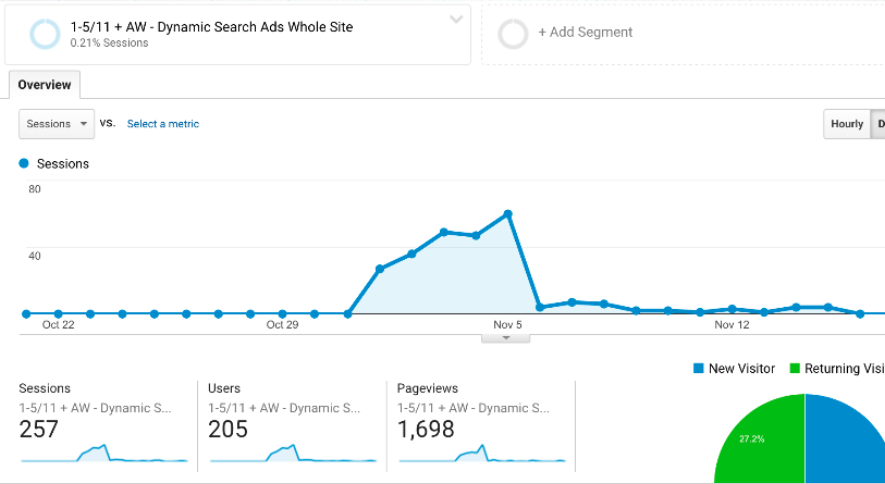 1-5/11 + AW - Dynamic Search Ads Whole Site
0.21% Sessions
+ Add Segment
Overview
Sessions
VS.
Select a metric
Hourly
D
Sessions
80
40
Oct 22
Oct 29
Nov 5
Nov 12
New Visitor
Returning Visi
Sessions
1-5/11 + AW - Dynamic S...
257
Users
1-5/11 + AW - Dynamic S...
205
Pageviews
1-5/11 + AW - Dynamic S...
1,698
27.2%